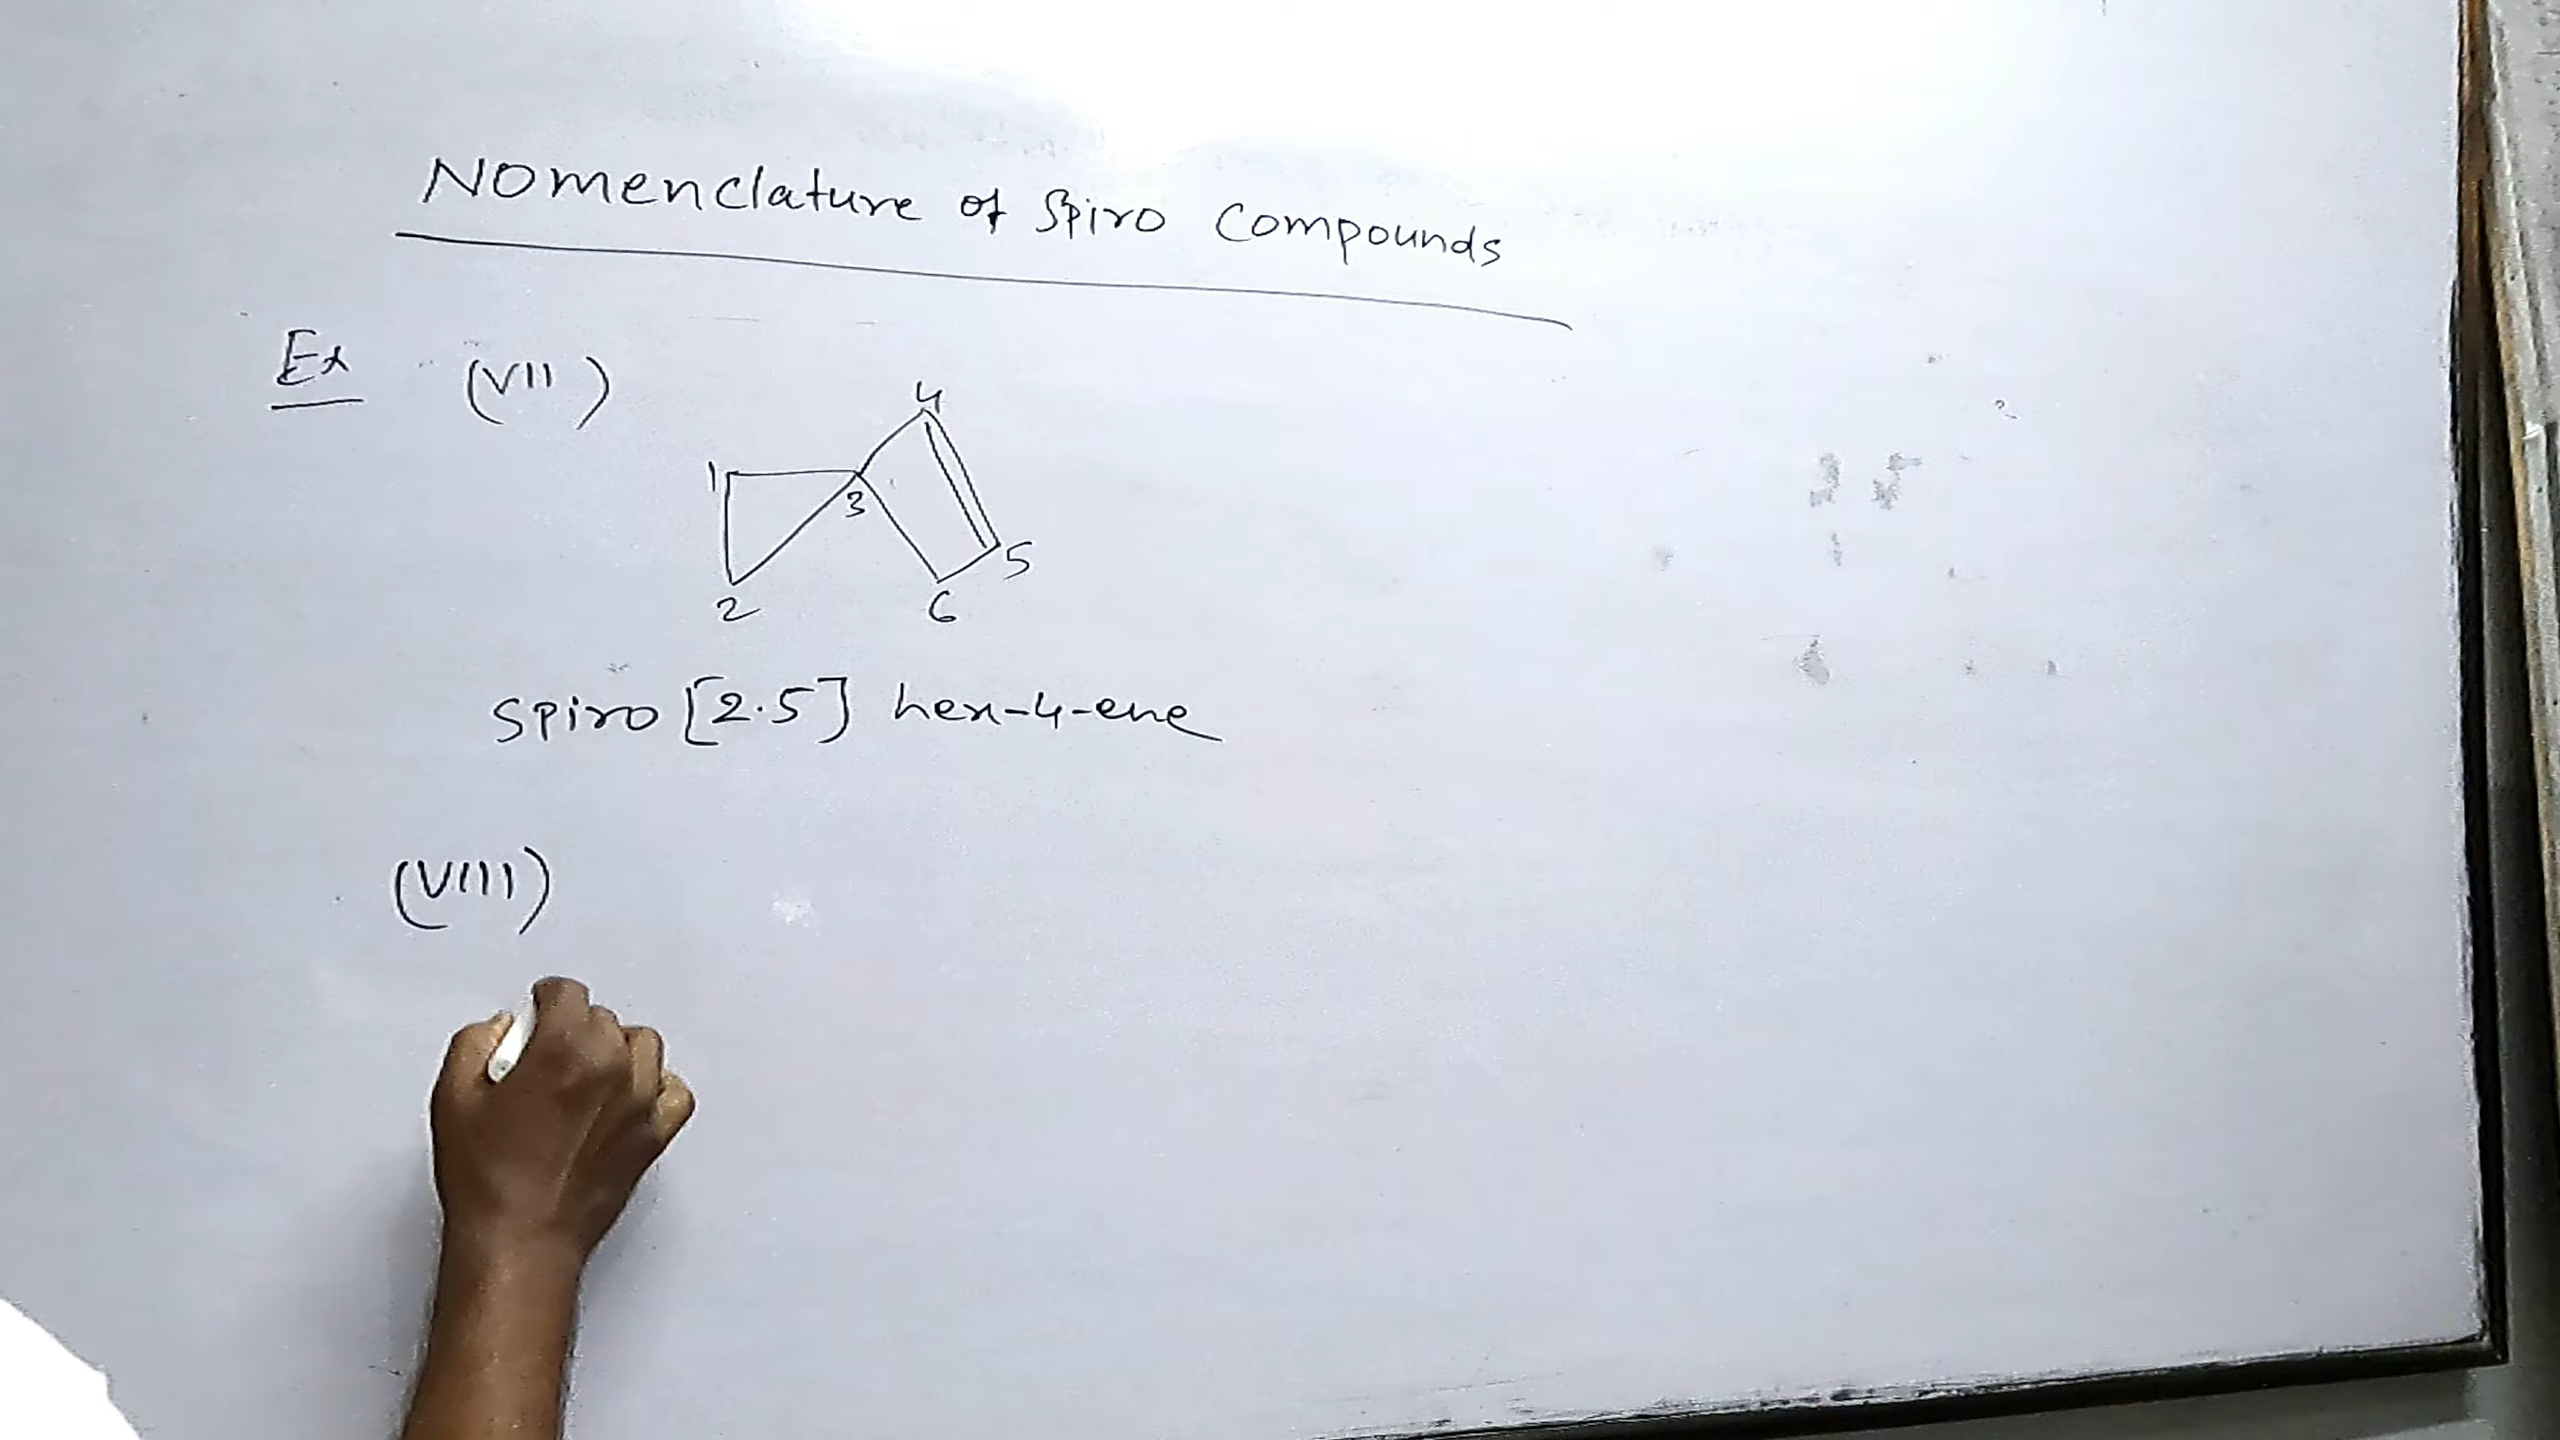 Nomenclature of Spiro Compounds
Ex (VII)
4
1
3
5
2 6
Spiro [2.5] hex-4-ene
(VIII)